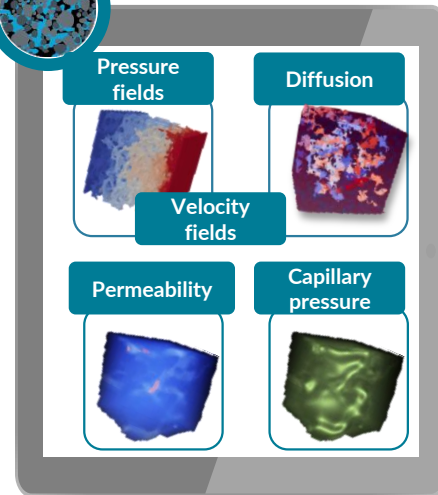 Pressure
fields
Diffusion
Velocity
fields
Permeability
Capillary
pressure